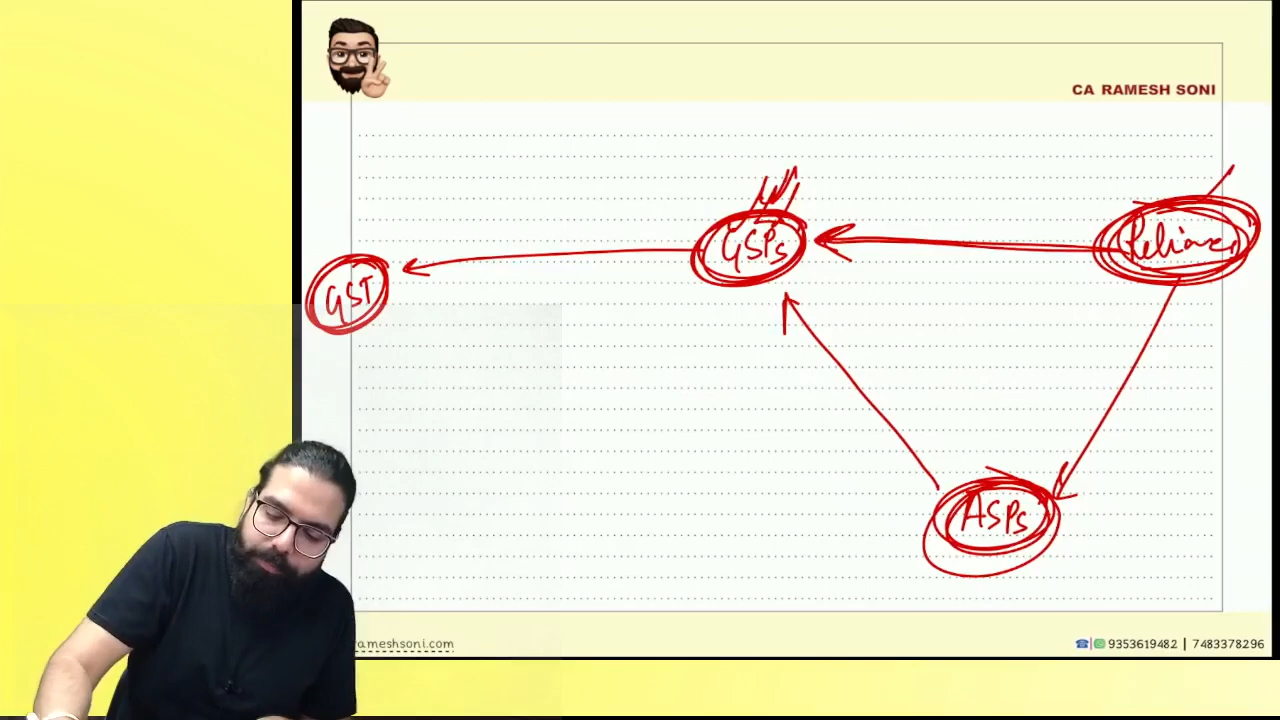 CA RAMESH SONI
GSPs
Reliance
GST
ASPs
rameshsoni.com
9353619482 | 7483378296